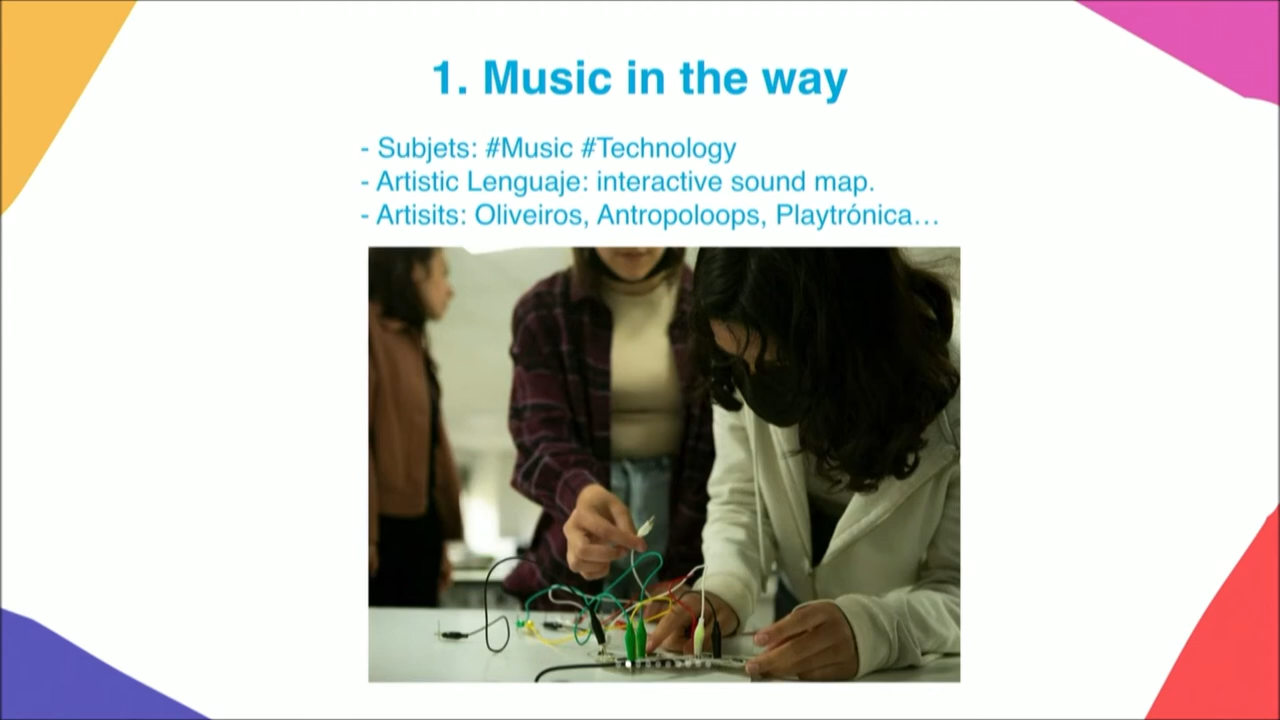 1. Music in the way
- Subjets: #Music #Technology
- Artistic Lenguaje: interactive sound map.
- Artisits: Oliveiros, Antropoloops, Playtrónica…